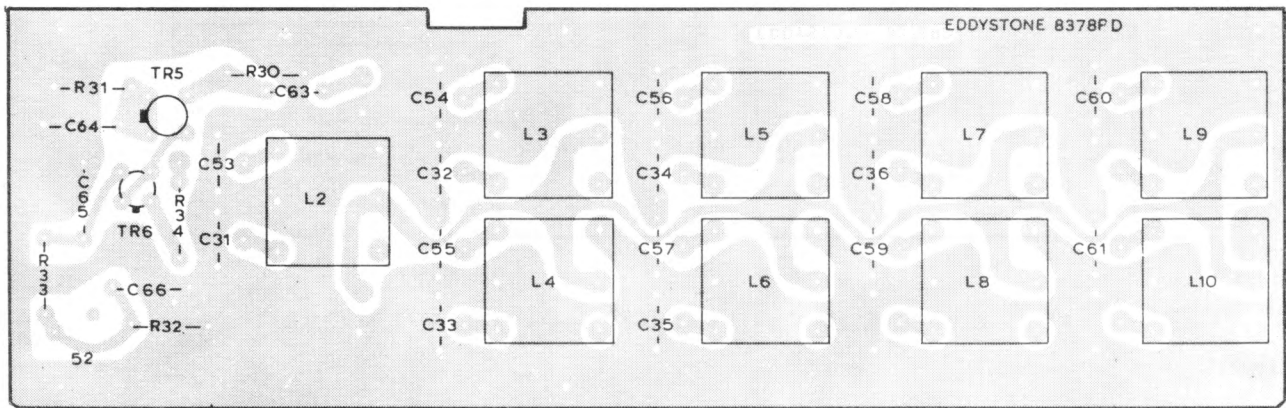 EDDYSTONE 8378PD
TR5 R30
R31 C63
C54 C56 C58 C60
C64
L3 L5 L7 L9
C53
C32 C34 C36
C65
L2
R34
TR6
C31
C55 C57 C59 C61
R33
L4 L6 L8 L10
C66
R32 C33 C35
52